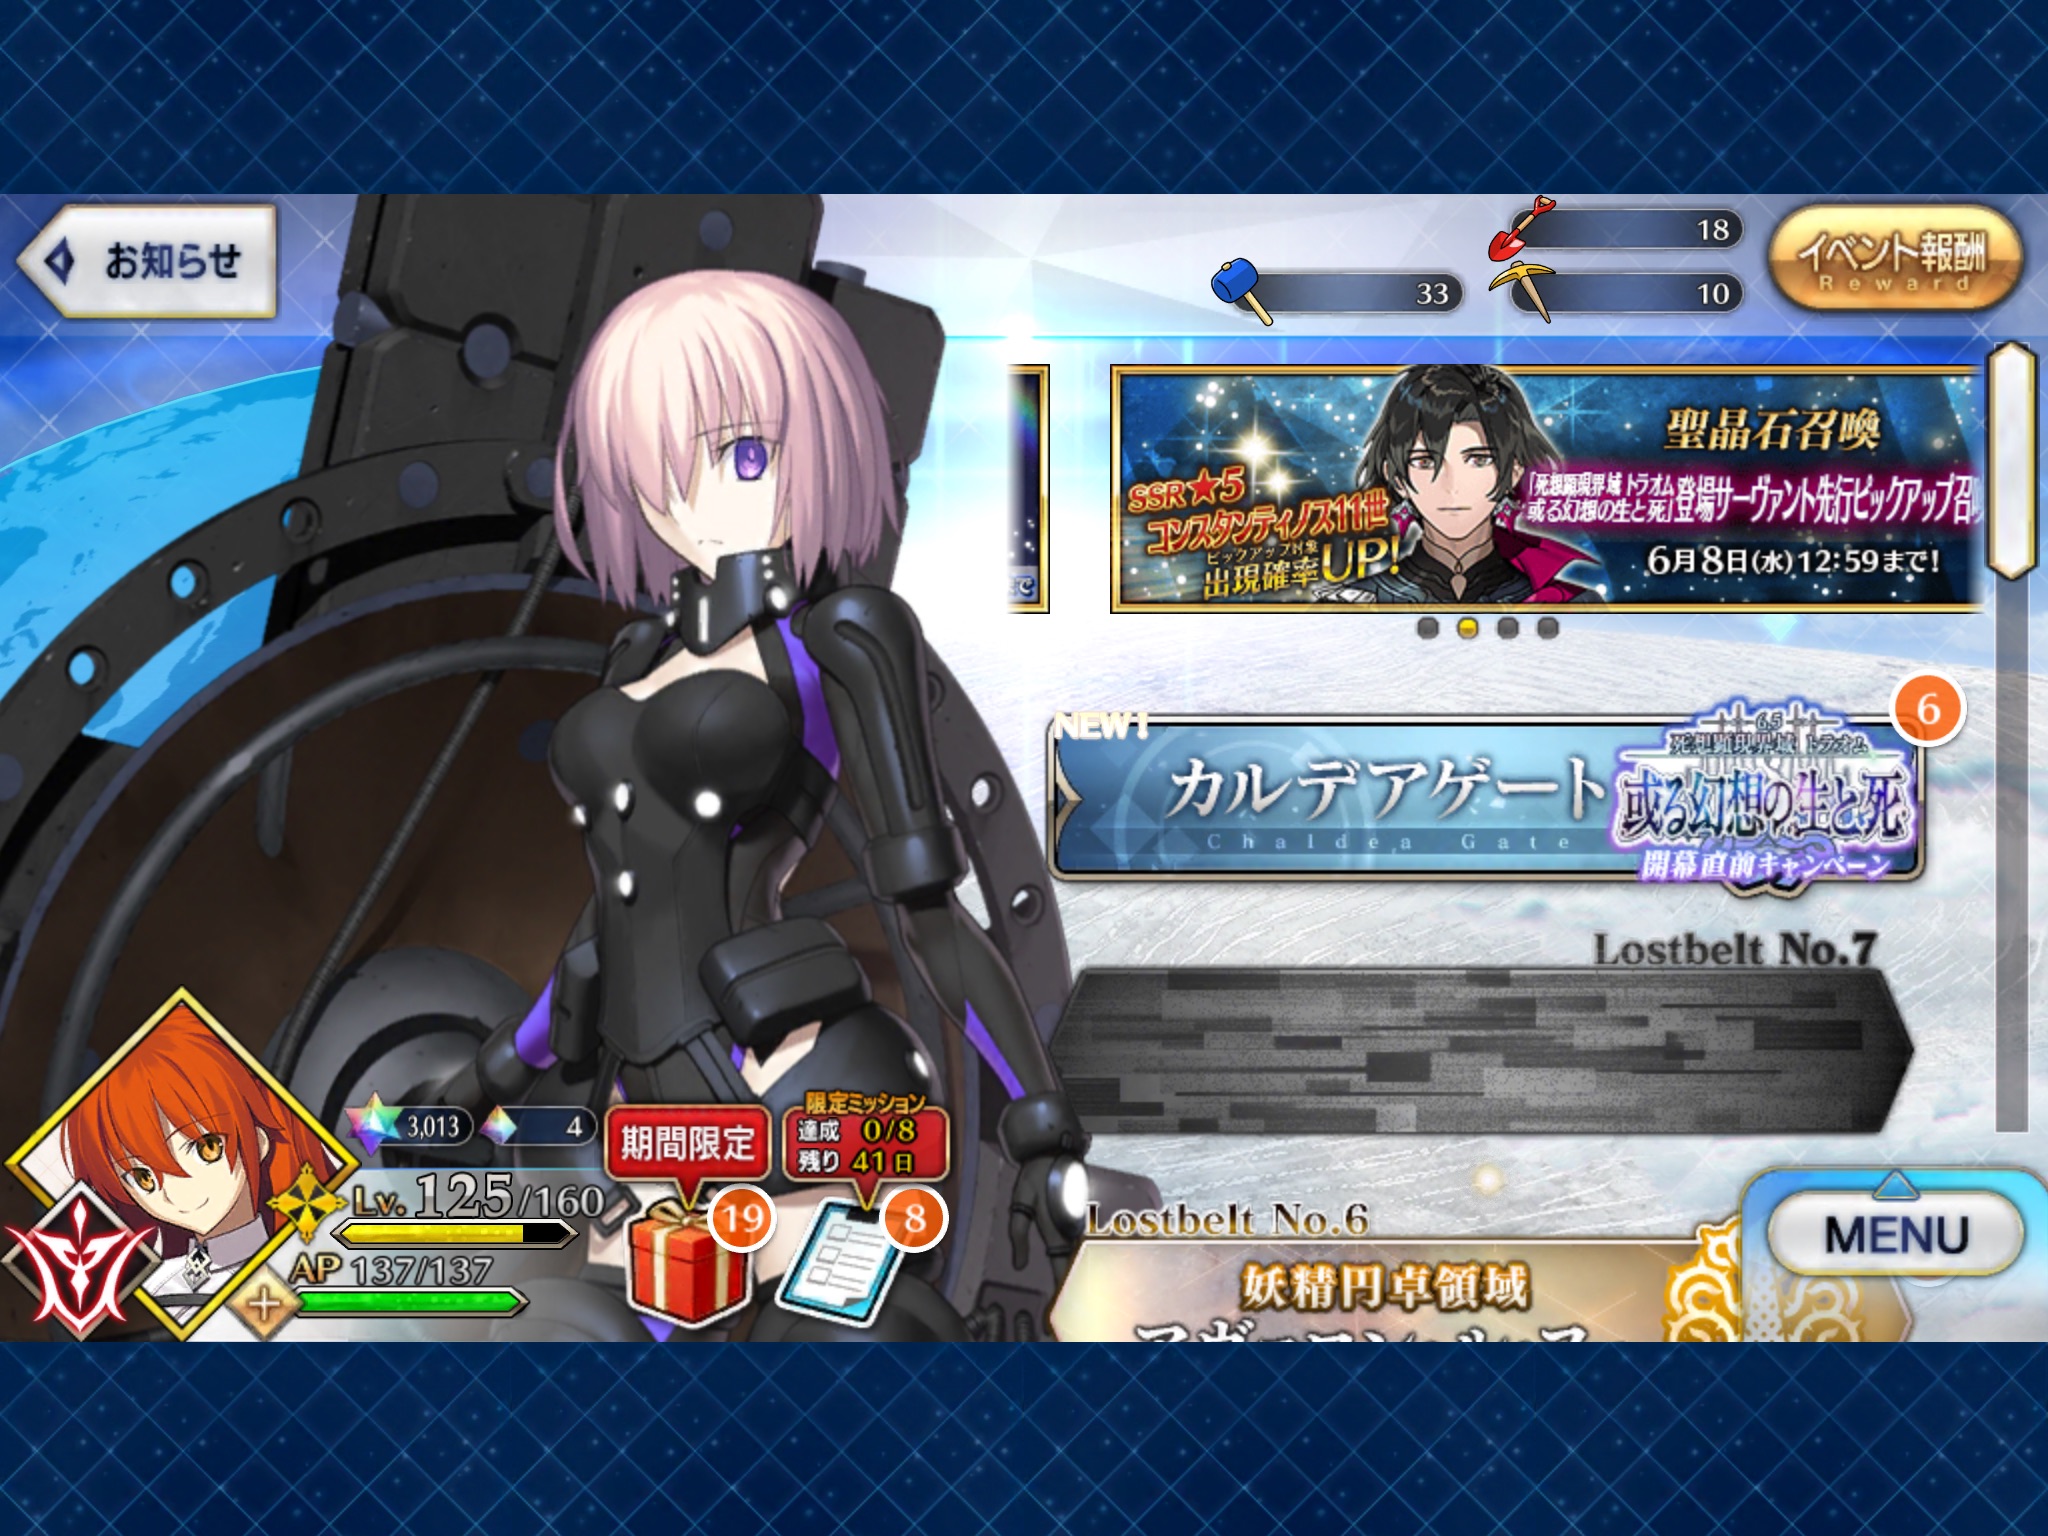 お知らせ
18
33
10
イベント報酬
Reward
聖晶石召喚
SSR★5
コンスタンティノス11世
ピックアップ対象
出現確率UP!
「死想顕現界域 トラオム
或る幻想の生と死」登場サーヴァント先行ピックアップ召
6月8日(水)12:59まで!
NEW!
カルデアゲート
Chaldea Gate
6
6.5
死想顕現界域 トラオム
或る幻想の生と死
開幕直前キャンペーン
Lostbelt No.7
3,013
4
期間限定
限定ミッション
達成 0/8
残り 41日
Lv. 125/160
AP 137/137
19
8
Lostbelt No.6
妖精円卓領域
MENU